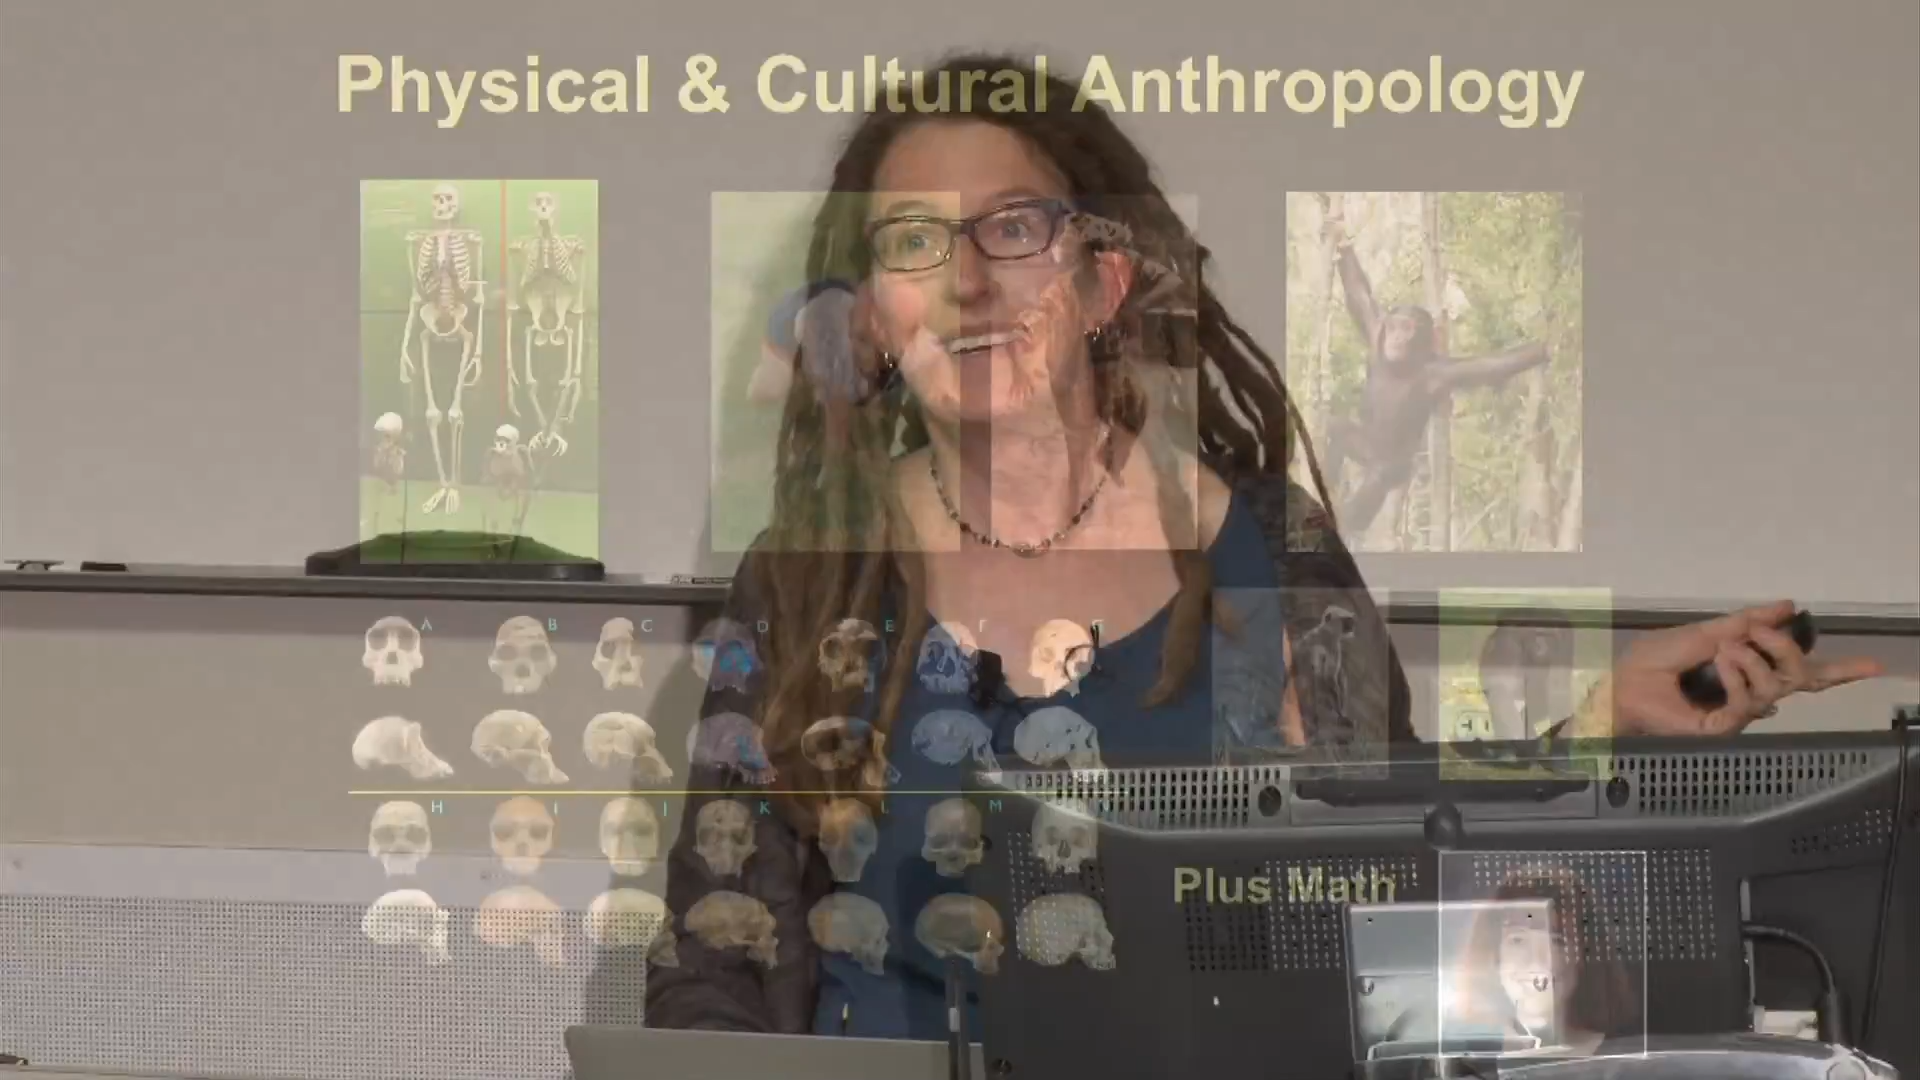 Physical & Cultural Anthropology
A B C D E F G
H I J K L M N
Plus Math